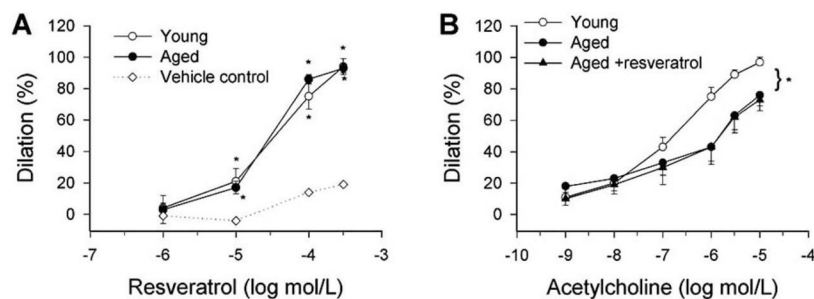 A
Young
Aged
Vehicle control
Dilation (%)
120
100
80
60
40
20
0
-7
-6
-5
-4
-3
Resveratrol (log mol/L)
*
*
*
*
*
*
B
Young
Aged
Aged +resveratrol
Dilation (%)
120
100
80
60
40
20
0
-10
-9
-8
-7
-6
-5
-4
Acetylcholine (log mol/L)
} *